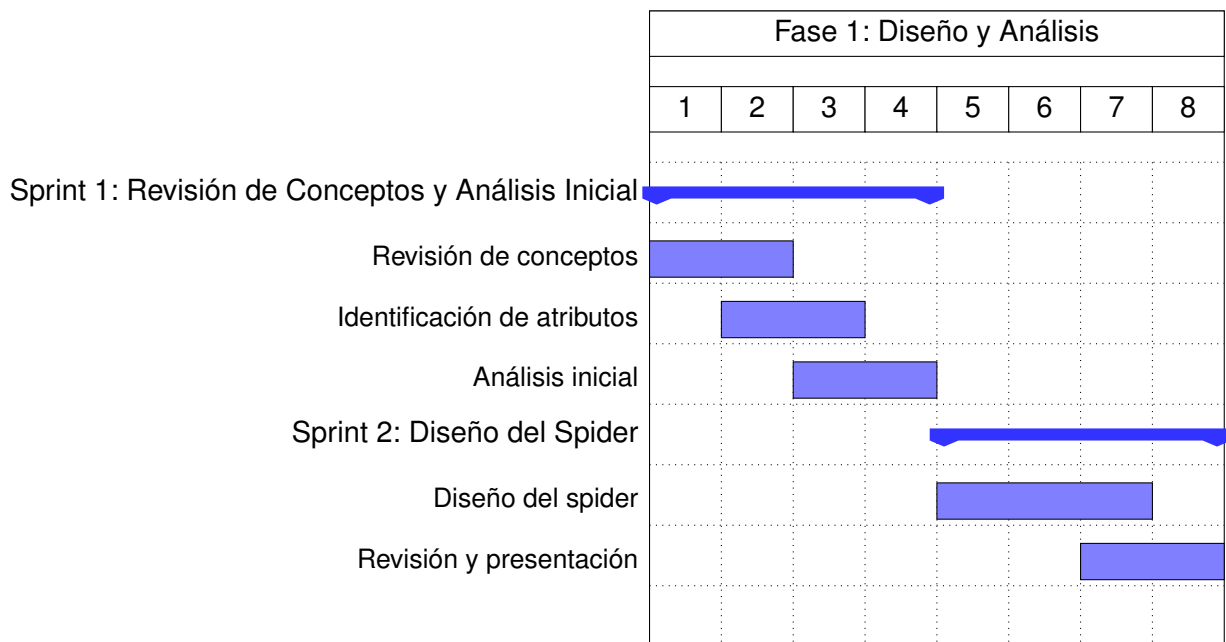 Fase 1: Diseño y Análisis
1 2 3 4 5 6 7 8
Sprint 1: Revisión de Conceptos y Análisis Inicial
Revisión de conceptos
Identificación de atributos
Análisis inicial
Sprint 2: Diseño del Spider
Diseño del spider
Revisión y presentación